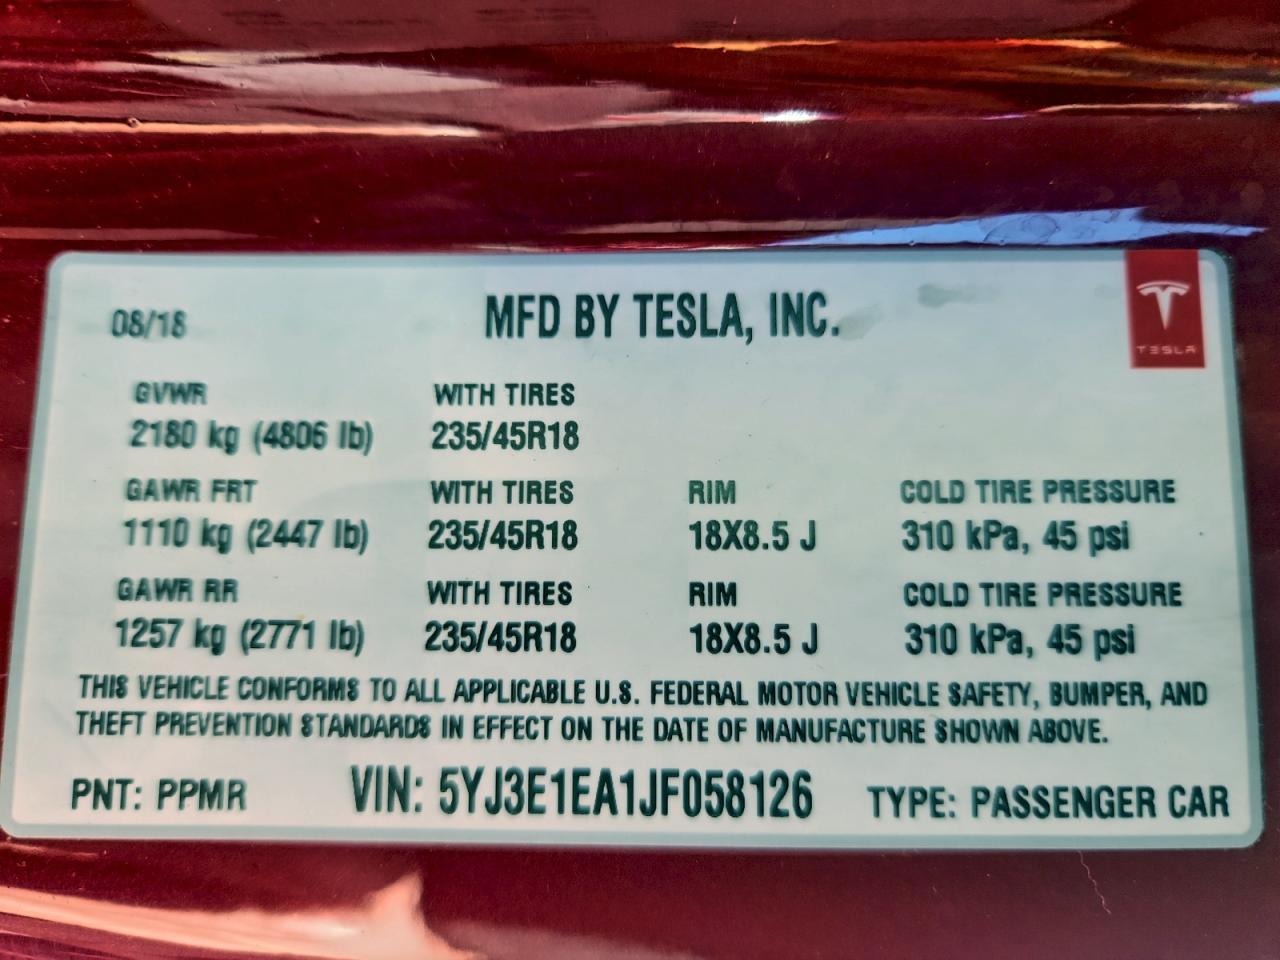 08/18 MFD BY TESLA, INC.
TESLA
GVWR WITH TIRES
2180 kg (4806 lb) 235/45R18
GAWR FRT WITH TIRES RIM COLD TIRE PRESSURE
1110 kg (2447 lb) 235/45R18 18X8.5 J 310 kPa, 45 psi
GAWR RR WITH TIRES RIM COLD TIRE PRESSURE
1257 kg (2771 lb) 235/45R18 18X8.5 J 310 kPa, 45 psi
THIS VEHICLE CONFORMS TO ALL APPLICABLE U.S. FEDERAL MOTOR VEHICLE SAFETY, BUMPER, AND
THEFT PREVENTION STANDARDS IN EFFECT ON THE DATE OF MANUFACTURE SHOWN ABOVE.
PNT: PPMR VIN: 5YJ3E1EA1JF058126 TYPE: PASSENGER CAR